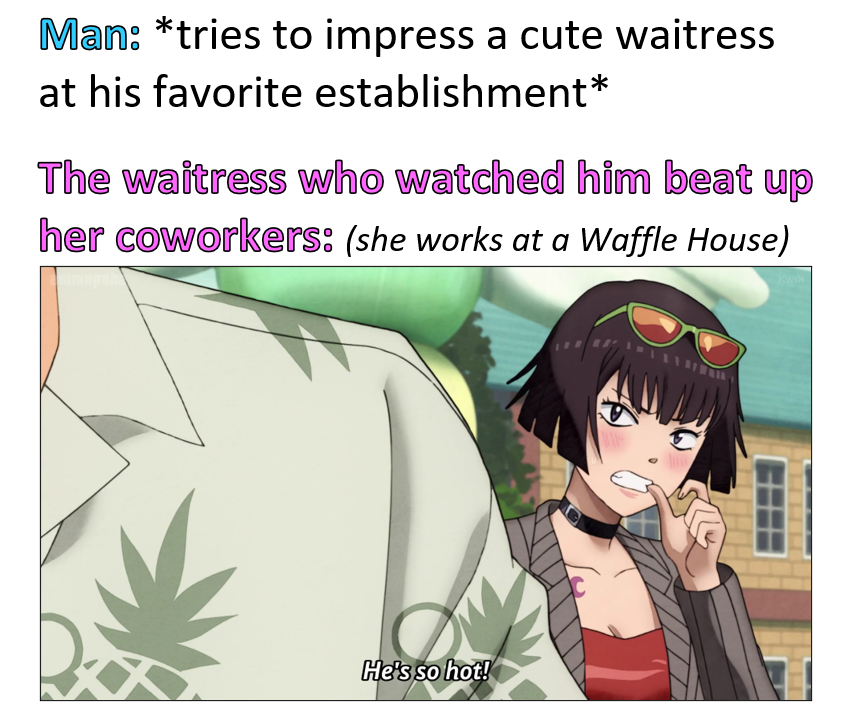 Man: *tries to impress a cute waitress
at his favorite establishment*
The waitress who watched him beat up
her coworkers: (she works at a Waffle House)
He's so hot!